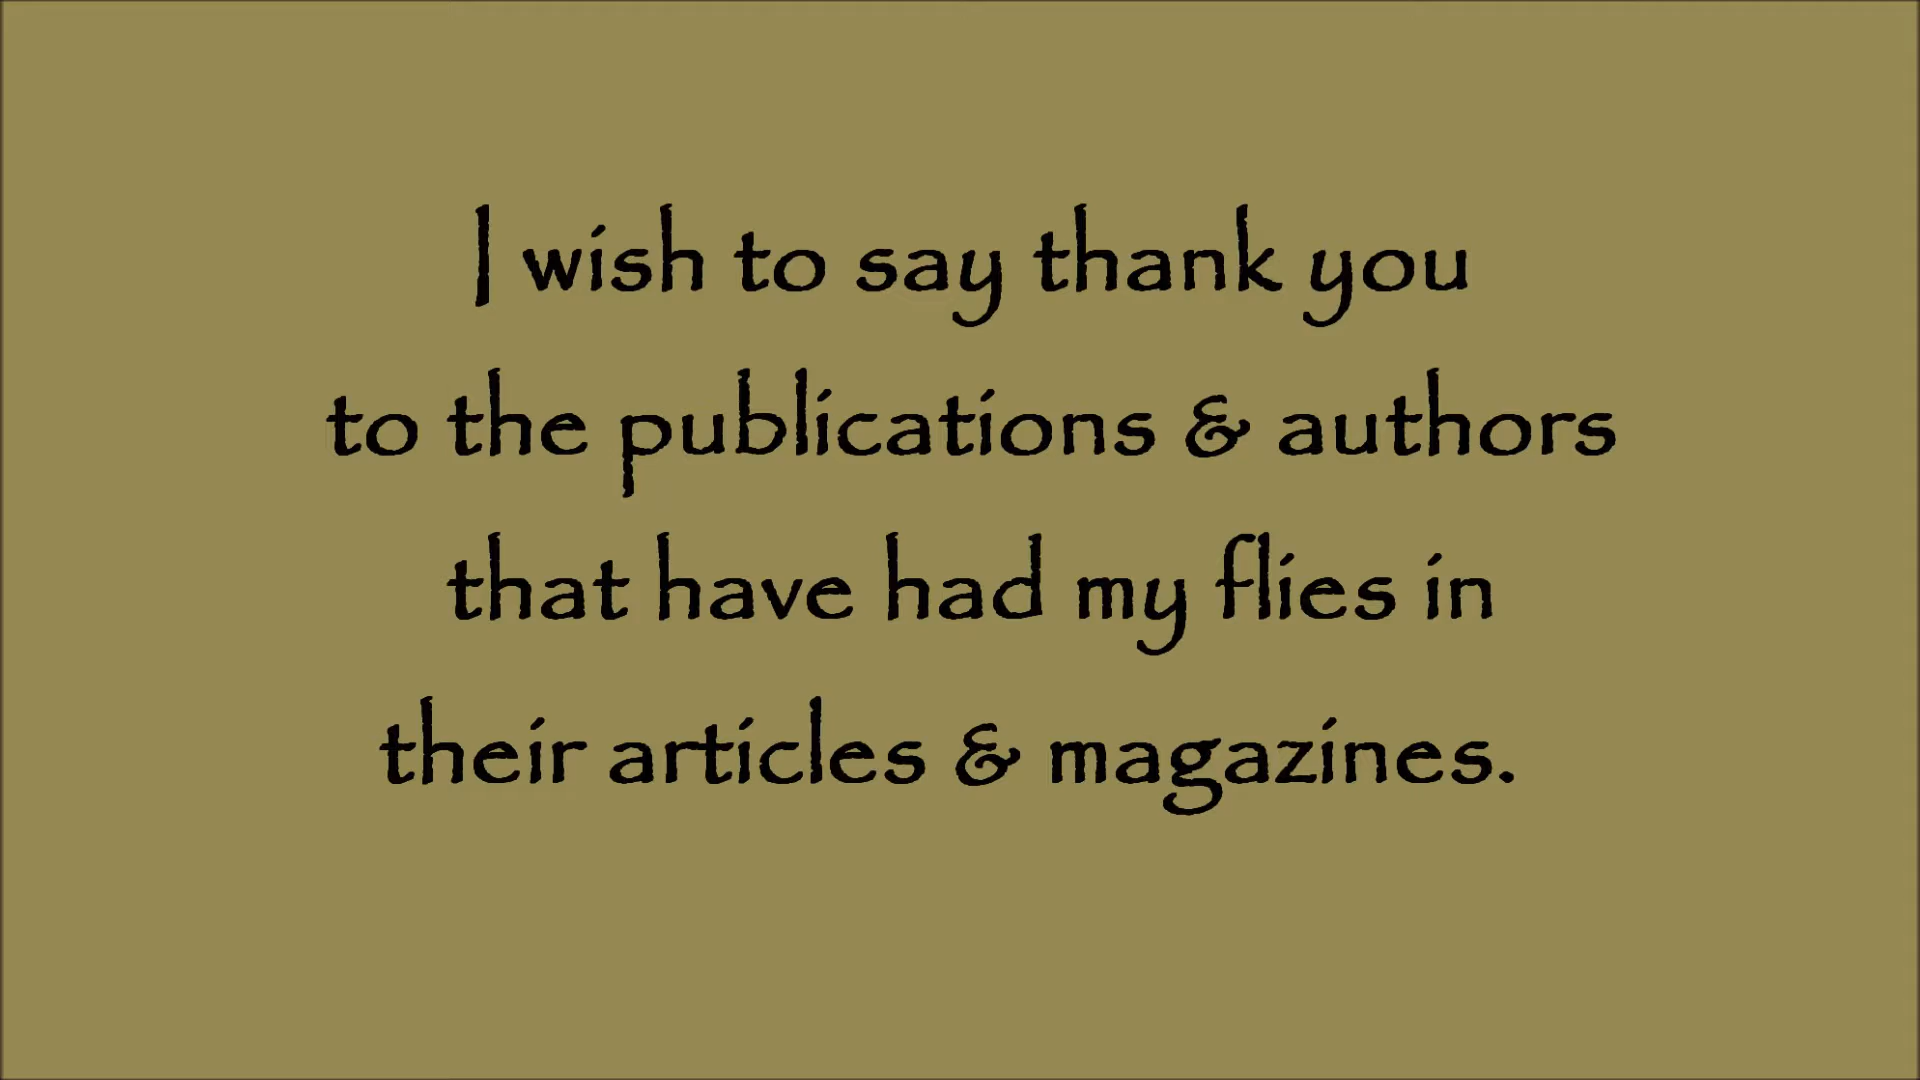 I wish to say thank you
to the publications & authors
that have had my flies in
their articles & magazines.